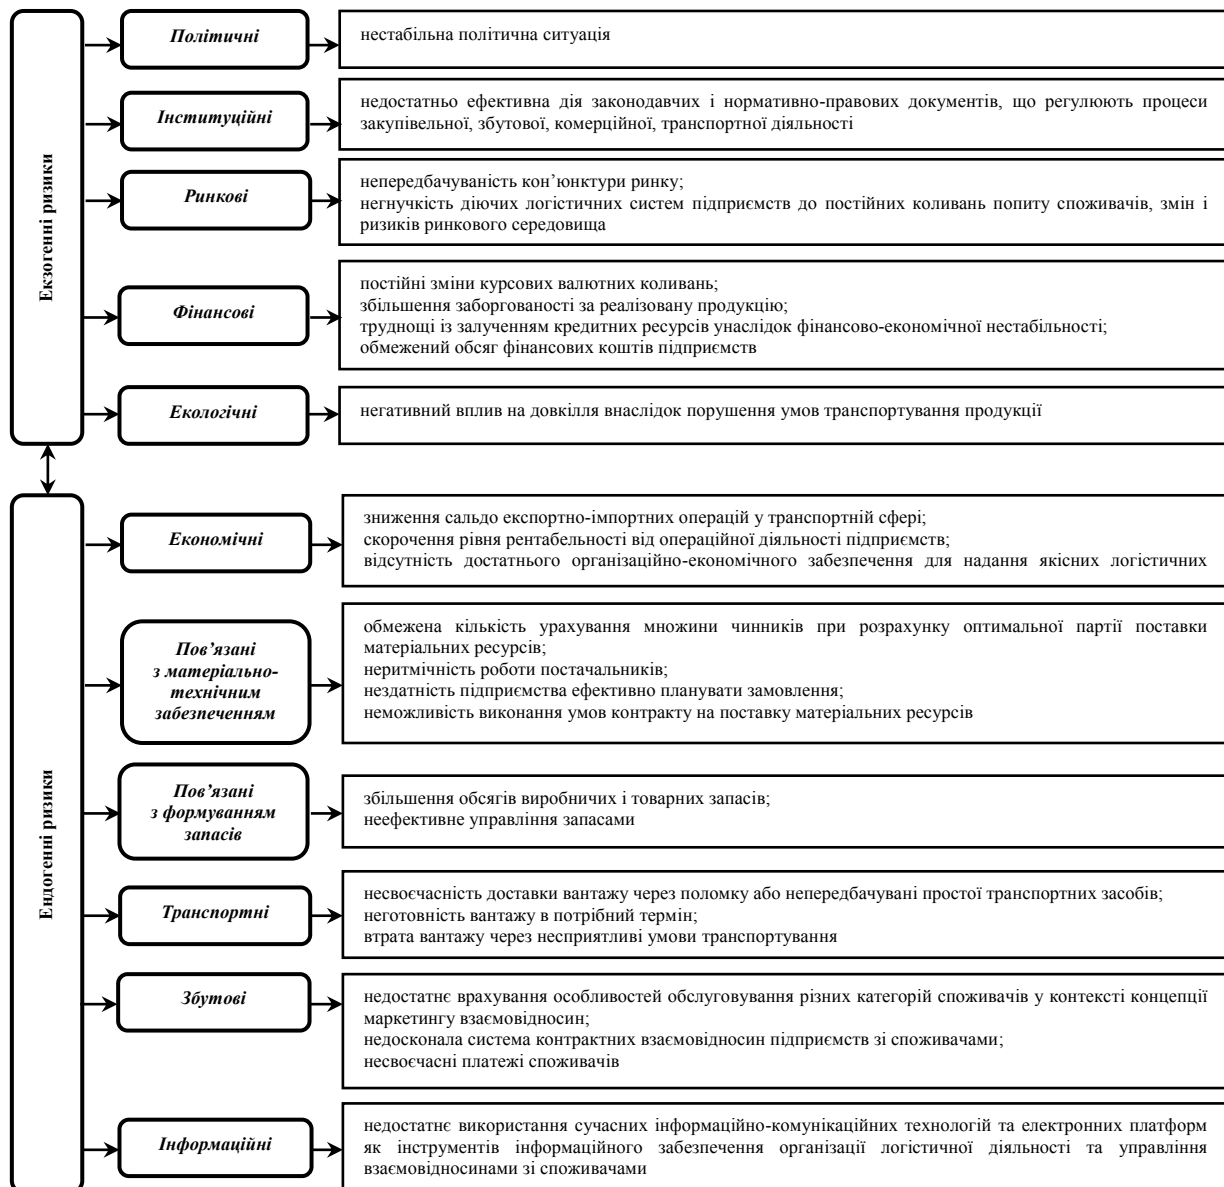 Екзогенні ризики
Політичні
нестабільна політична ситуація
Інституційні
недостатньо ефективна дія законодавчих і нормативно-правових документів, що регулюють процеси
закупівельної, збутової, комерційної, транспортної діяльності
Ринкові
непередбачуваність кон’юнктури ринку;
негнучкість діючих логістичних систем підприємств до постійних коливань попиту споживачів, змін і
ризиків ринкового середовища
Фінансові
постійні зміни курсових валютних коливань;
збільшення заборгованості за реалізовану продукцію;
труднощі із залученням кредитних ресурсів унаслідок фінансово-економічної нестабільності;
обмежений обсяг фінансових коштів підприємств
Екологічні
негативний вплив на довкілля внаслідок порушення умов транспортування продукції
Ендогенні ризики
Економічні
зниження сальдо експортно-імпортних операцій у транспортній сфері;
скорочення рівня рентабельності від операційної діяльності підприємств;
відсутність достатнього організаційно-економічного забезпечення для надання якісних логістичних
Пов’язані
з матеріально-
технічним
забезпеченням
обмежена кількість урахування множини чинників при розрахунку оптимальної партії поставки
матеріальних ресурсів;
неритмічність роботи постачальників;
нездатність підприємства ефективно планувати замовлення;
неможливість виконання умов контракту на поставку матеріальних ресурсів
Пов’язані
з формуванням
запасів
збільшення обсягів виробничих і товарних запасів;
неефективне управління запасами
Транспортні
несвоєчасність доставки вантажу через поломку або непередбачувані простої транспортних засобів;
неготовність вантажу в потрібний термін;
втрата вантажу через несприятливі умови транспортування
Збутові
недостатнє врахування особливостей обслуговування різних категорій споживачів у контексті концепції
маркетингу взаємовідносин;
недосконала система контрактних взаємовідносин підприємств зі споживачами;
несвоєчасні платежі споживачів
Інформаційні
недостатнє використання сучасних інформаційно-комунікаційних технологій та електронних платформ
як інструментів інформаційного забезпечення організації логістичної діяльності та управління
взаємовідносинами зі споживачами